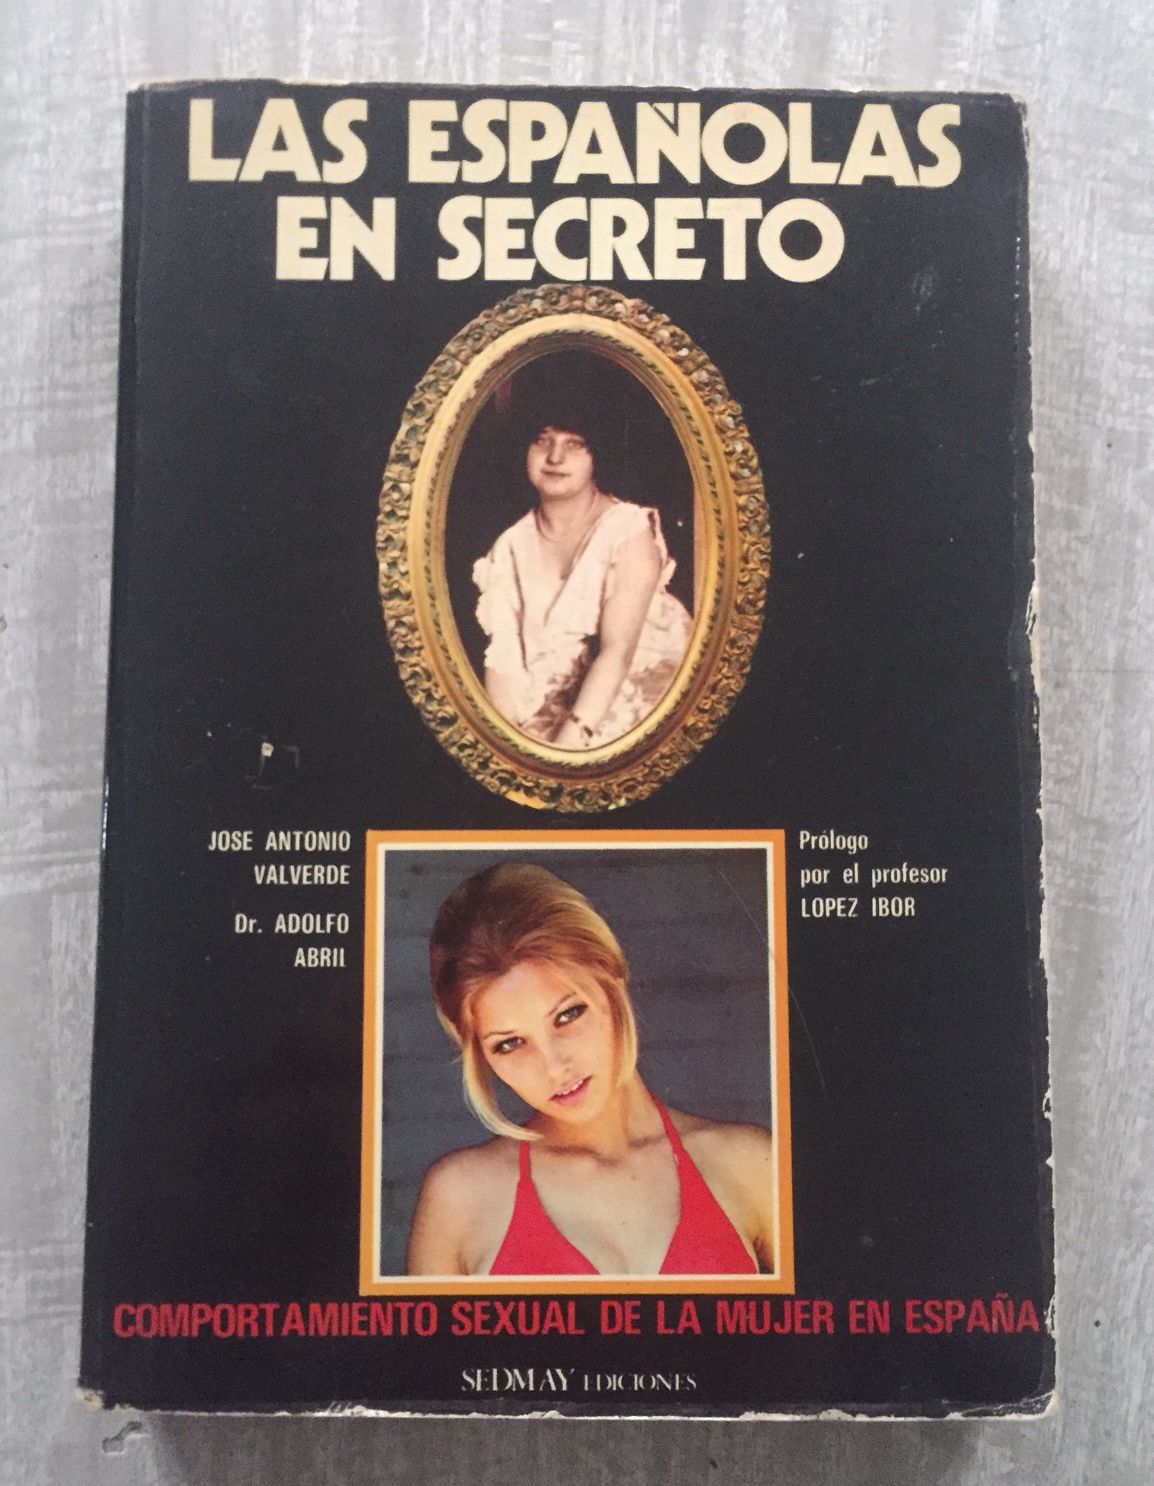 LAS ESPAÑOLAS
EN SECRETO
JOSE ANTONIO
VALVERDE
Dr. ADOLFO
ABRIL
Prólogo
por el profesor
LOPEZ IBOR
COMPORTAMIENTO SEXUAL DE LA MUJER EN ESPAÑA
SEDMAY EDICIONES